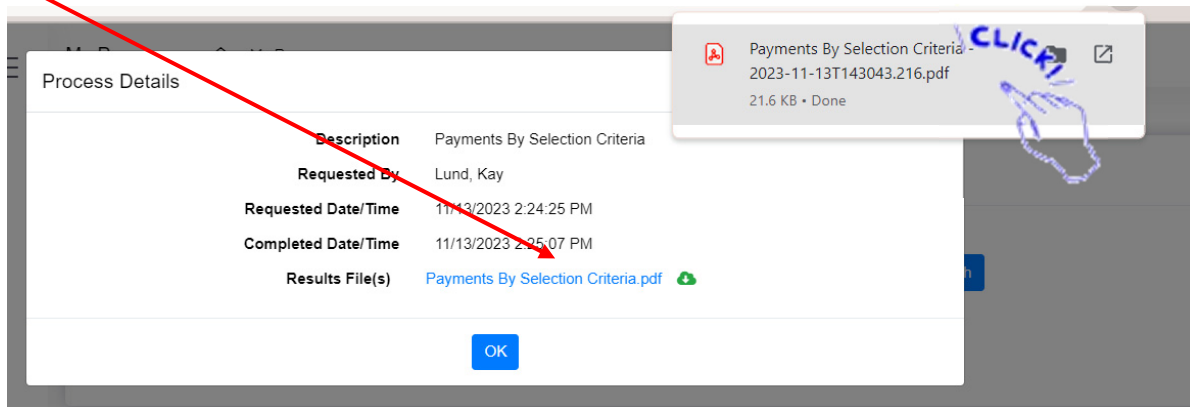 Process Details
Description Payments By Selection Criteria
Requested By Lund, Kay
Requested Date/Time 11/13/2023 2:24:25 PM
Completed Date/Time 11/13/2023 2:25:07 PM
Results File(s) Payments By Selection Criteria.pdf
OK
Payments By Selection Criteria -
2023-11-13T143043.216.pdf
21.6 KB • Done
CLICK!